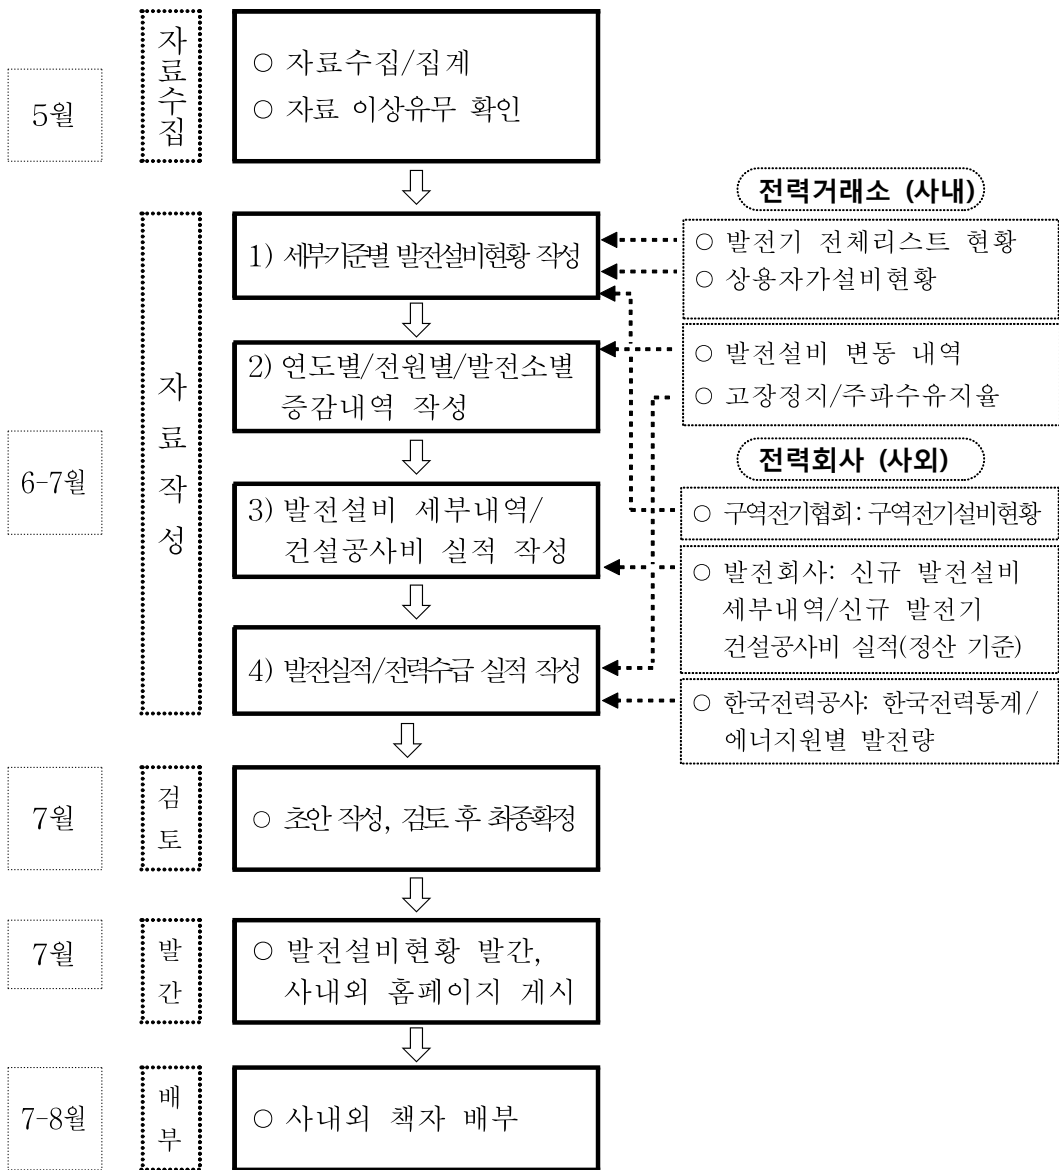 5월
자료수집
○ 자료수집/집계
○ 자료 이상유무 확인
6-7월
자료작성
1) 세부기준별 발전설비현황 작성
2) 연도별/전원별/발전소별
증감내역 작성
3) 발전설비 세부내역/
건설공사비 실적 작성
4) 발전실적/전력수급 실적 작성
전력거래소 (사내)
○ 발전기 전체리스트 현황
○ 상용자가설비현황
○ 발전설비 변동 내역
○ 고장정지/주파수유지율
전력회사 (사외)
○ 구역전기협회: 구역전기설비현황
○ 발전회사: 신규 발전설비
세부내역/신규 발전기
건설공사비 실적(정산 기준)
○ 한국전력공사: 한국전력통계/
에너지원별 발전량
7월
검토
○ 초안 작성, 검토 후 최종확정
7월
발간
○ 발전설비현황 발간,
사내외 홈페이지 게시
7-8월
배부
○ 사내외 책자 배부